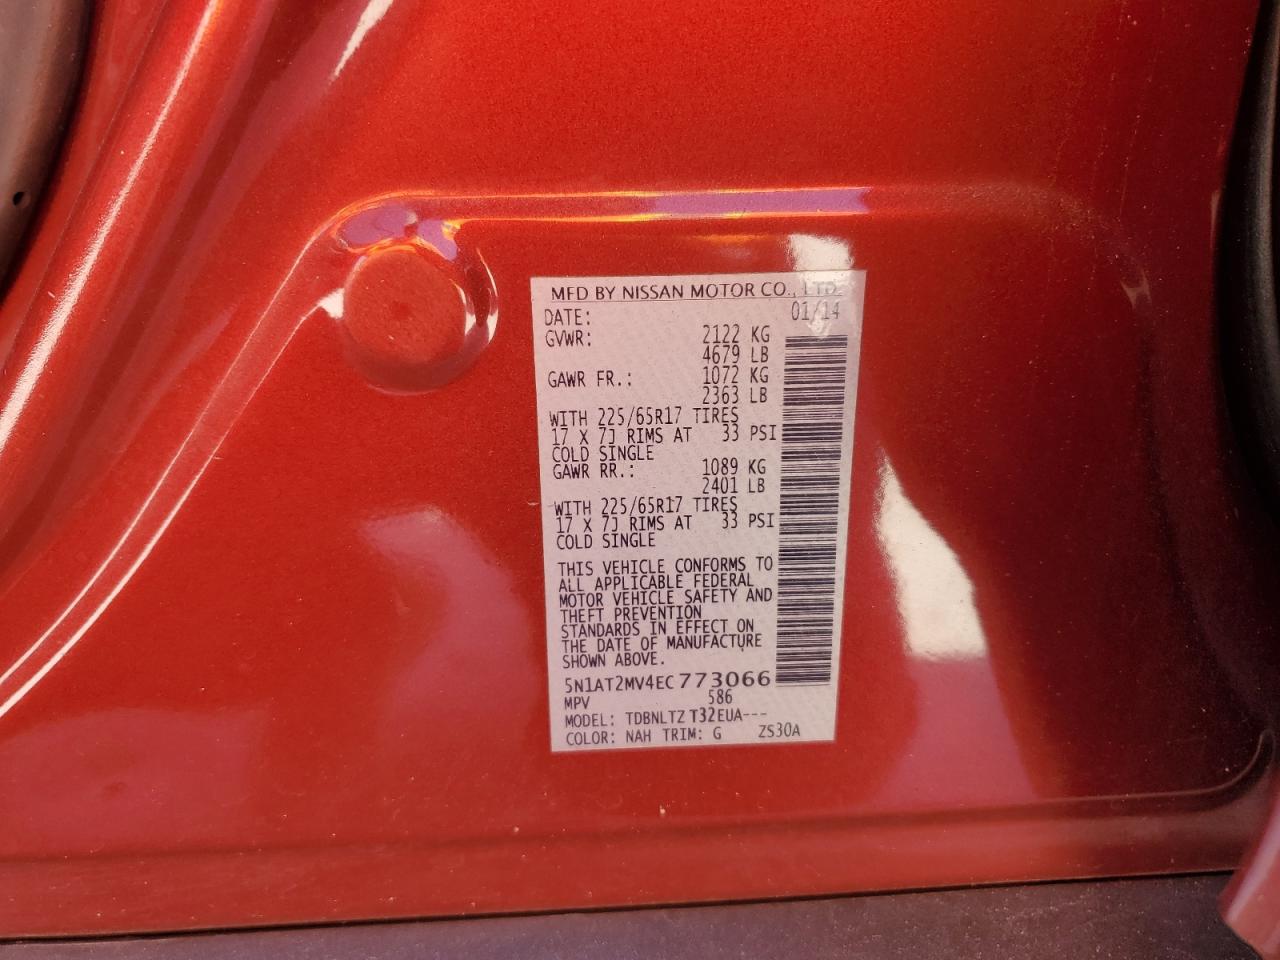 MFD BY NISSAN MOTOR CO., LTD.
DATE: 01/14
GVWR: 2122 KG
4679 LB
GAWR FR.: 1072 KG
2363 LB
WITH 225/65R17 TIRES
17 X 7J RIMS AT 33 PSI
COLD SINGLE
GAWR RR.: 1089 KG
2401 LB
WITH 225/65R17 TIRES
17 X 7J RIMS AT 33 PSI
COLD SINGLE
THIS VEHICLE CONFORMS TO
ALL APPLICABLE FEDERAL
MOTOR VEHICLE SAFETY AND
THEFT PREVENTION
STANDARDS IN EFFECT ON
THE DATE OF MANUFACTURE
SHOWN ABOVE.
5N1AT2MV4EC773066
MPV 586
MODEL: TDBNLTZ T32EUA---
COLOR: NAH TRIM: G ZS30A